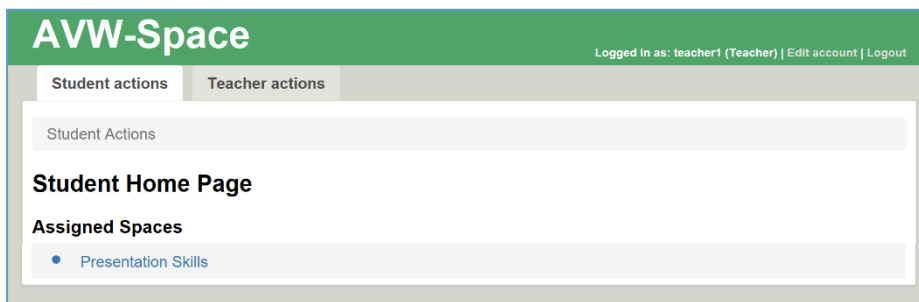 AVW-Space
Logged in as: teacher1 (Teacher) | Edit account | Logout
Student actions Teacher actions
Student Actions
Student Home Page
Assigned Spaces
• Presentation Skills